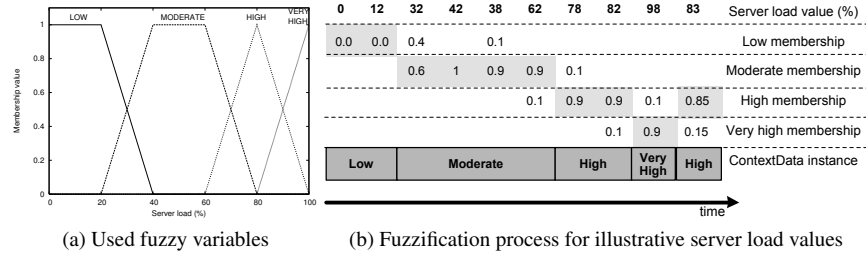 LOW
MODERATE
HIGH
VERY
HIGH
1
0.8
0.6
0.4
0.2
0
0 20 40 60 80 100
Membership value
Server load (%)
(a) Used fuzzy variables
0 12 32 42 38 62 78 82 98 83 Server load value (%)
0.0 0.0 0.4 0.1 Low membership
0.6 1 0.9 0.9 0.1 Moderate membership
0.1 0.9 0.9 0.1 0.85 High membership
0.1 0.9 0.15 Very high membership
Low Moderate High Very High High ContextData instance
time
(b) Fuzzification process for illustrative server load values